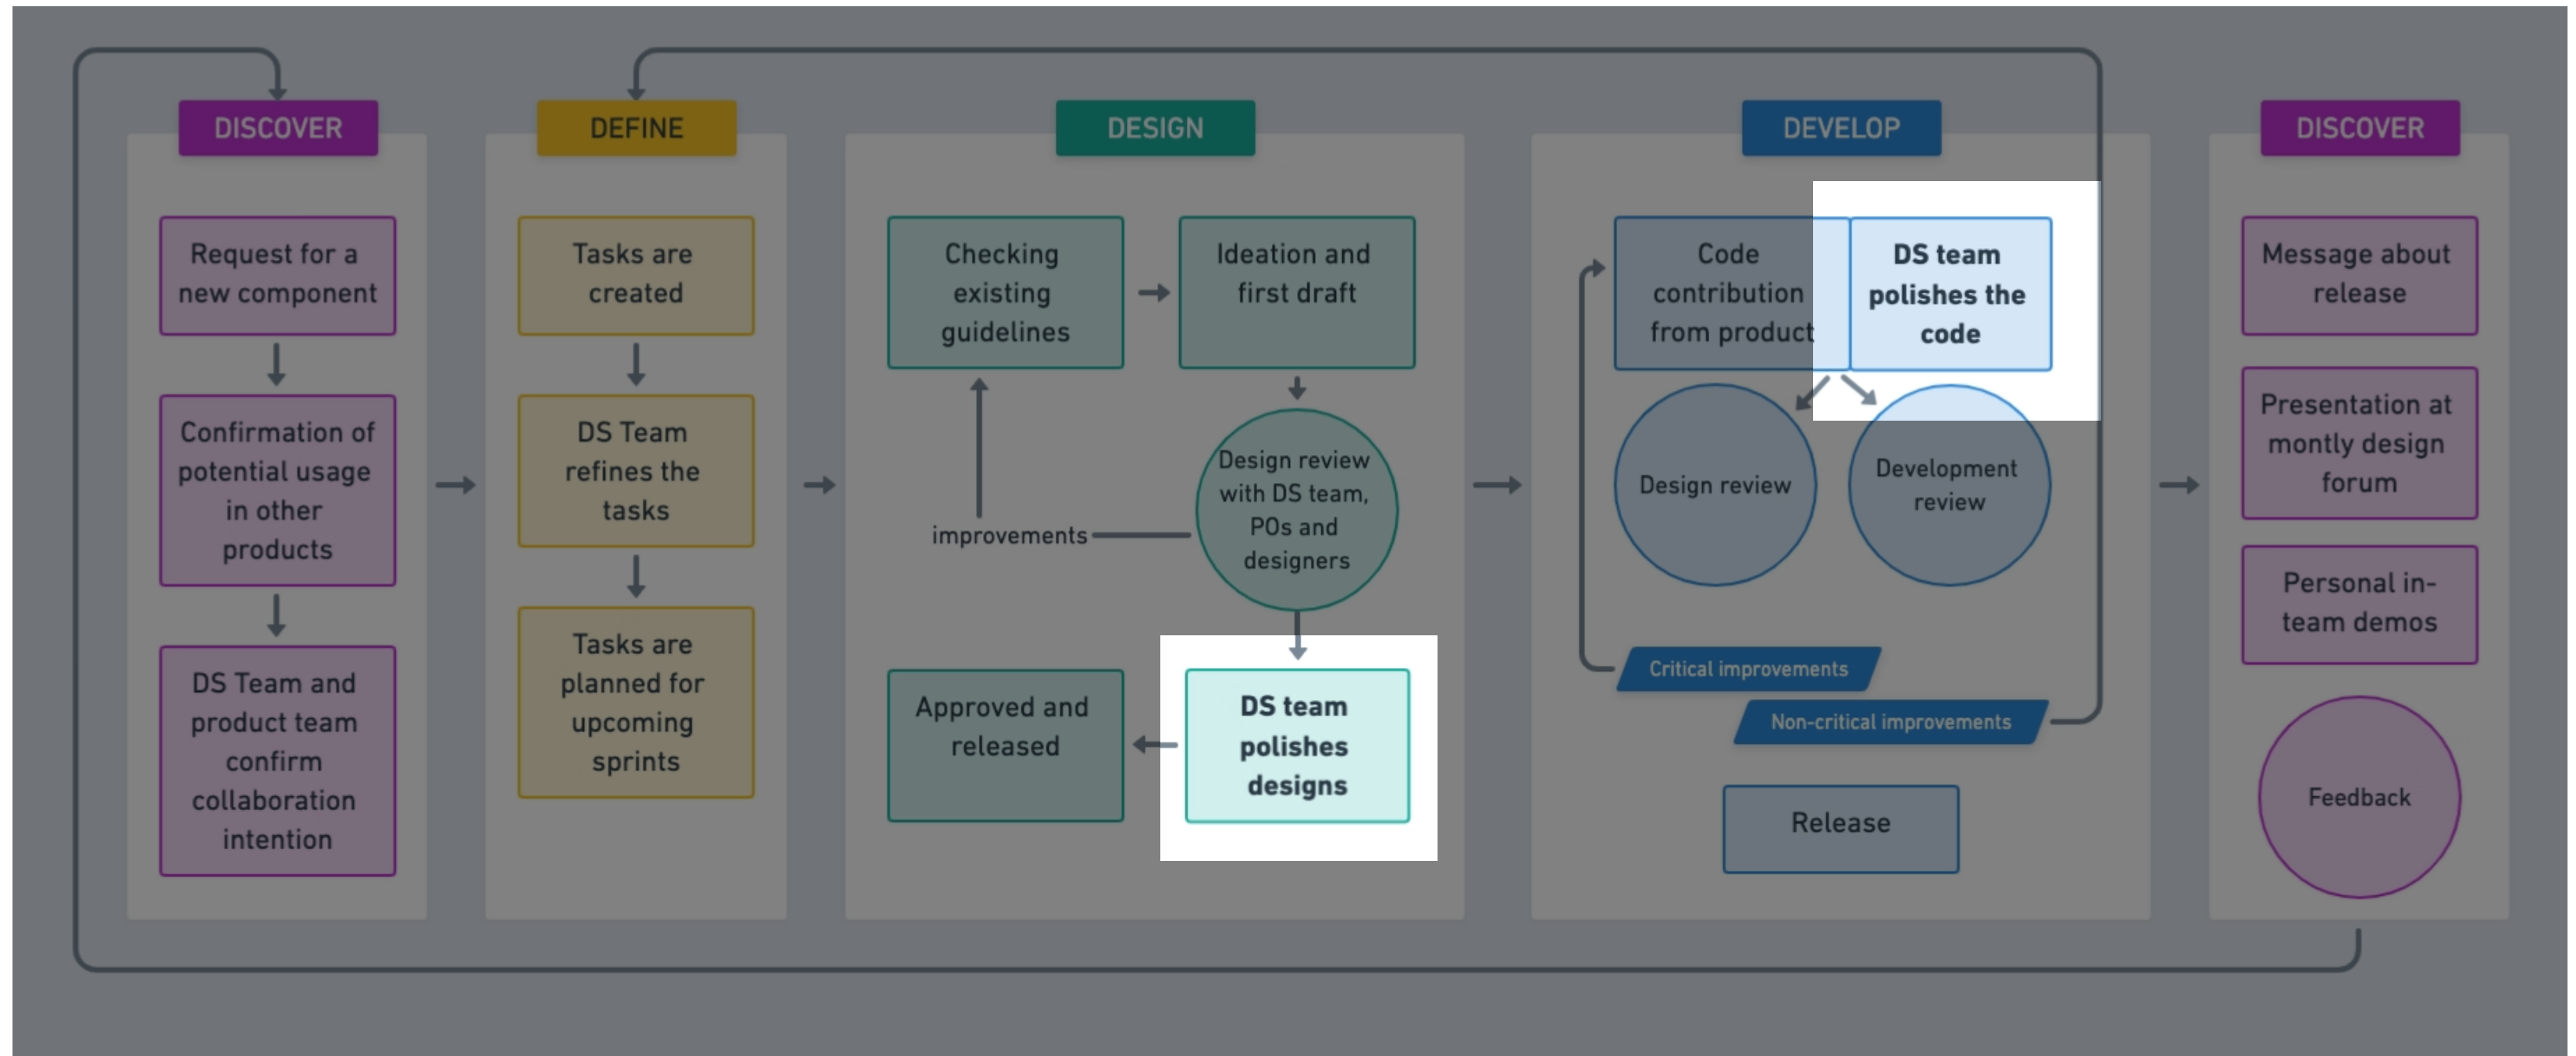 DISCOVER
Request for a
new component
Confirmation of
potential usage
in other
products
DS Team and
product team
confirm
collaboration
intention
DEFINE
Tasks are
created
DS Team
refines the
tasks
Tasks are
planned for
upcoming
sprints
DESIGN
Checking
existing
guidelines
Ideation and
first draft
Design review
with DS team,
POs and
designers
improvements
DS team
polishes
designs
Approved and
released
DEVELOP
Code
contribution
from product
DS team
polishes the
code
Design review
Development
review
Critical improvements
Non-critical improvements
Release
DISCOVER
Message about
release
Presentation at
montly design
forum
Personal in-
team demos
Feedback